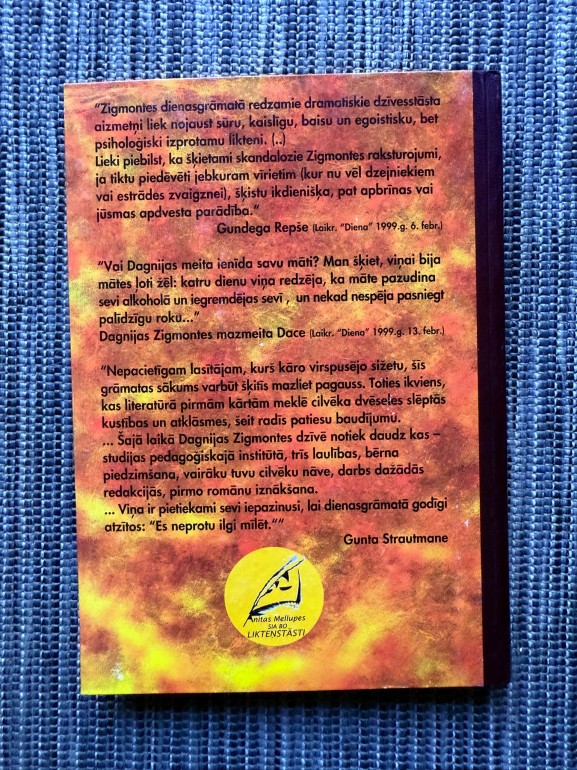 “Zigmontes dienasgrāmatā redzamie dramatiskie dzīvesstāsta
aizmetņi liek nojaust sūru, kaislīgu, baisu un egoistisku, bet
psiholoģiski izprotamu likteni. (..)
Lieki piebilst, ka šķietami skandalozie Zigmontes raksturojumi,
ja tiktu piedēvēti jebkuram vīrietim (kur nu vēl dzejniekiem
vai estrādes zvaigznei), šķistu ikdienišķa, pat apbrīnas vai
jūsmas apdvesta parādība.“
Gundega Repše (Laikr. “Diena” 1999.g. 6. febr.)
“Vai Dagnijas meita ienīda savu māti? Man šķiet, viņai bija
mātes ļoti žēl: katru dienu viņa redzēja, ka māte pazudina
sevi alkoholā un iegremdējas sevī , un nekad nespēja pasniegt
palīdzīgu roku...”
Dagnijas Zigmontes mazmeita Dace (Laikr. “Diena” 1999.g. 13. febr.)
“Nepacietīgam lasītājam, kurš kāro virspusējo sižetu, šīs
grāmatas sākums varbūt šķitīs mazliet pagauss. Toties ikviens,
kas literatūrā pirmām kārtām meklē cilvēka dvēseles slēptās
kustības un atklāsmes, šeit radīs patiesu baudījumu.
... Šajā laikā Dagnijas Zigmontes dzīvē notiek daudz kas –
studijas pedagoģiskajā institūtā, trīs laulības, bērna
piedzimšana, vairāku tuvu cilvēku nāve, darbs dažādās
redakcijās, pirmo romānu iznākšana.
... Viņa ir pietiekami sevi iepazinusi, lai dienasgrāmatā godīgi
atzītos: “Es neprotu ilgi mīlēt.““
Gunta Strautmane
Anitas Mellupes
SIA BO
LIKTEŅSTĀSTI